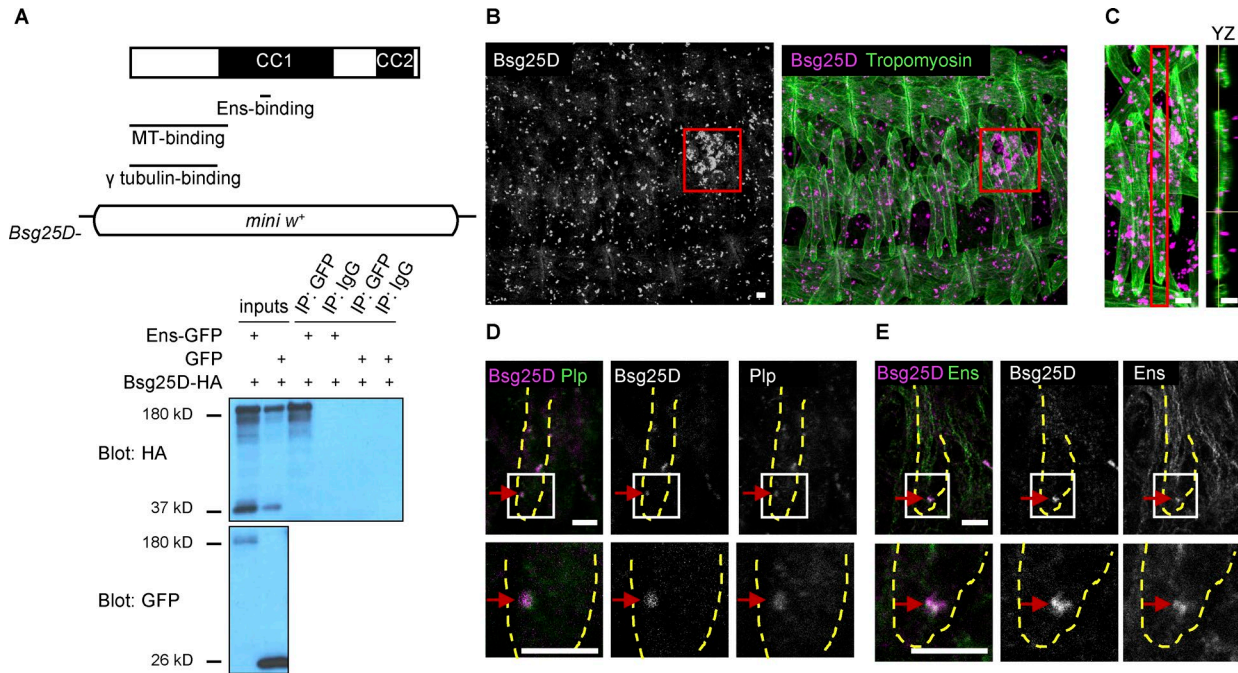 A
CC1
CC2
Ens-binding
MT-binding
γ tubulin-binding
mini w⁺
Bsg25D-
inputs
IP: GFP
IP: IgG
IP: GFP
IP: IgG
Ens-GFP + + +
GFP + + +
Bsg25D-HA + + + + + +
180 kD
Blot: HA
37 kD
180 kD
Blot: GFP
26 kD
B
Bsg25D
Bsg25D Tropomyosin
C
YZ
D
Bsg25D Plp
Bsg25D
Plp
E
Bsg25D Ens
Bsg25D
Ens